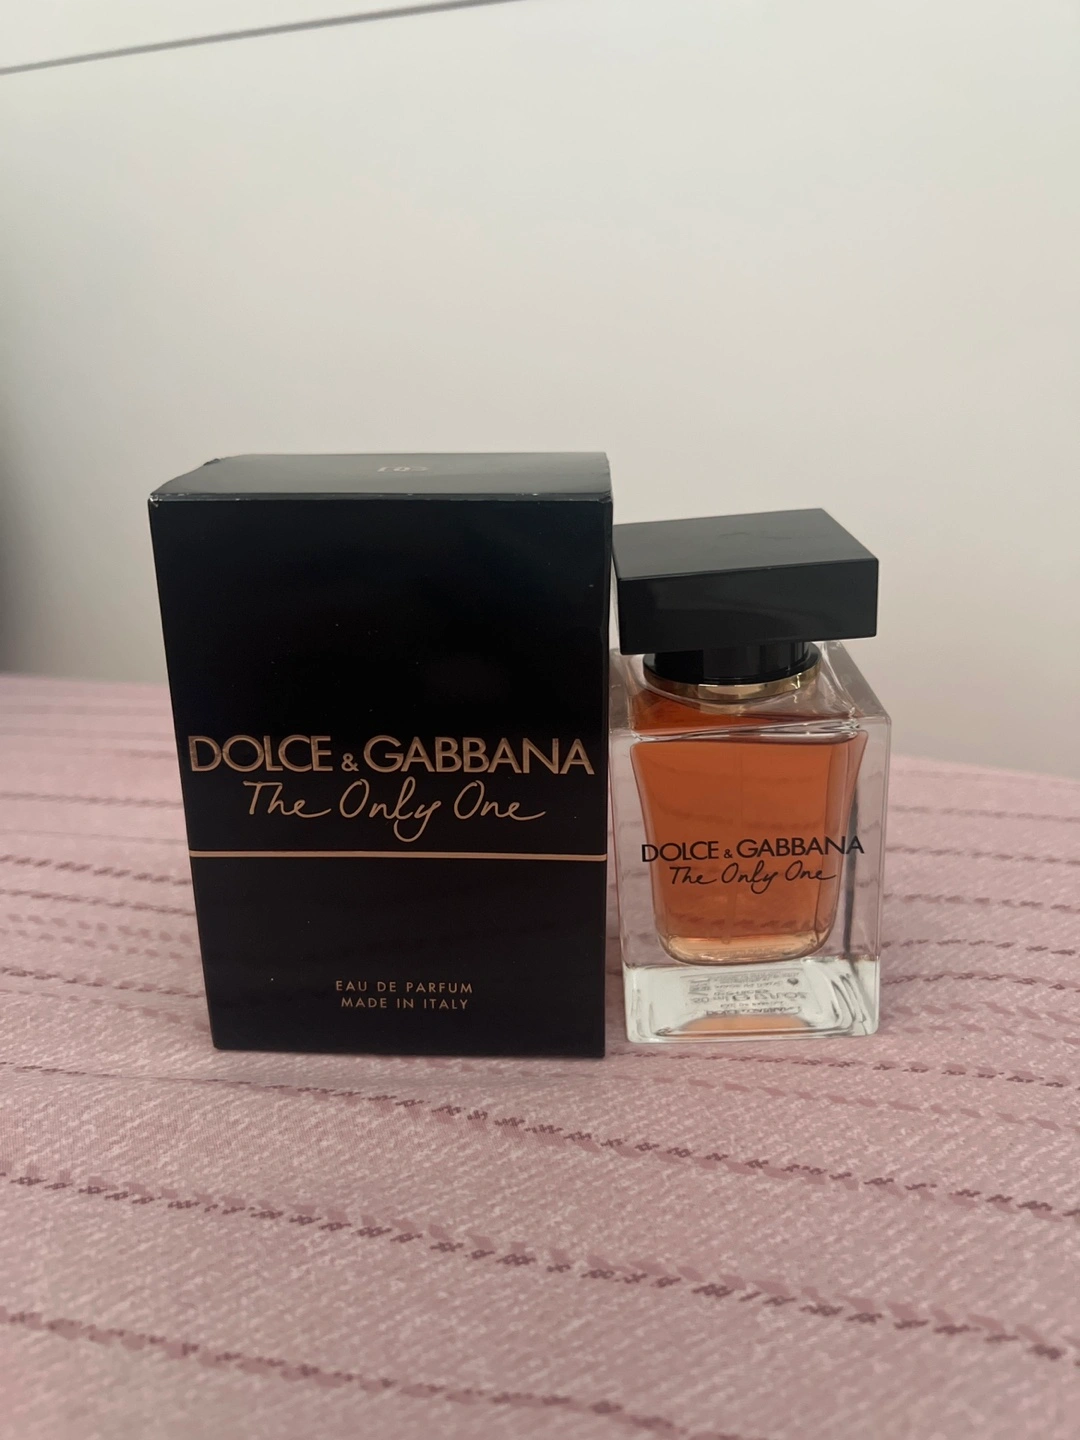 DOLCE & GABBANA
The Only One
EAU DE PARFUM
MADE IN ITALY
DOLCE & GABBANA
The Only One